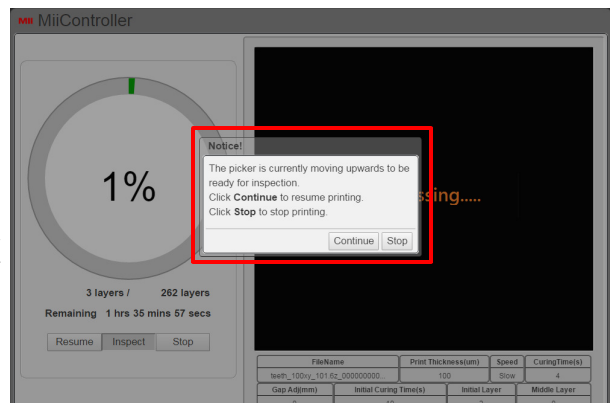 Mii MiiController
Notice!
The picker is currently moving upwards to be
ready for inspection.
Click Continue to resume printing.
Click Stop to stop printing.
Continue Stop
1%
ssing.....
3 layers / 262 layers
Remaining 1 hrs 35 mins 57 secs
Resume Inspect Stop
FileName Print Thickness(um) Speed CuringTime(s)
teeth_100xy_101.6z_000000000... 100 Slow 4
Gap Adj(mm) Initial Curing Time(s) Initial Layer Middle Layer